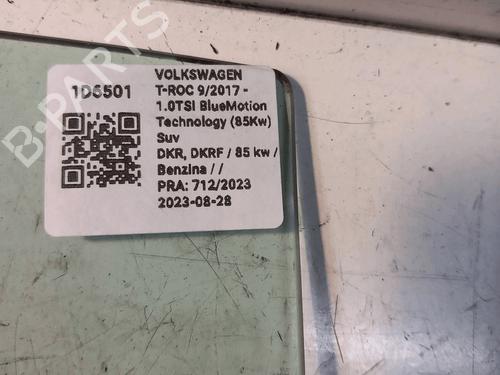 B-PARTS
1D6501
VOLKSWAGEN
T-ROC 9/2017 -
1.0TSI BlueMotion
Technology (85Kw)
Suv
DKR, DKRF / 85 kw /
Benzina / /
PRA: 712/2023
2023-08-28